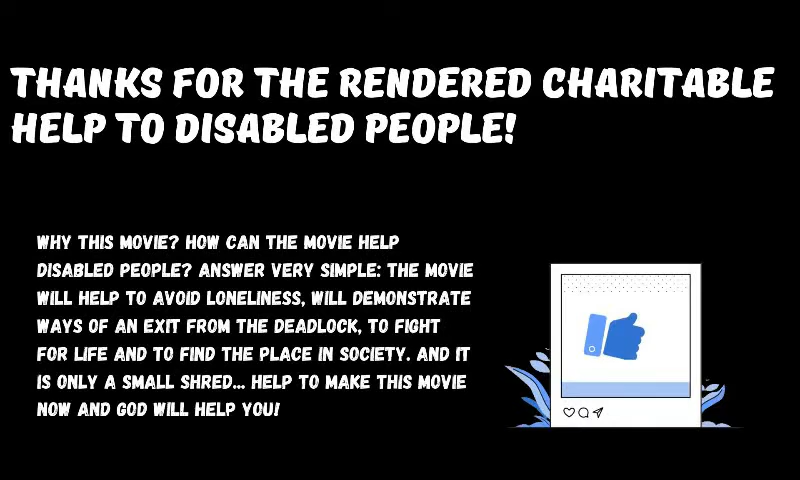 THANKS FOR THE RENDERED CHARITABLE
HELP TO DISABLED PEOPLE!
WHY THIS MOVIE? HOW CAN THE MOVIE HELP
DISABLED PEOPLE? ANSWER VERY SIMPLE: THE MOVIE
WILL HELP TO AVOID LONELINESS, WILL DEMONSTRATE
WAYS OF AN EXIT FROM THE DEADLOCK, TO FIGHT
FOR LIFE AND TO FIND THE PLACE IN SOCIETY. AND IT
IS ONLY A SMALL SHRED... HELP TO MAKE THIS MOVIE
NOW AND GOD WILL HELP YOU!